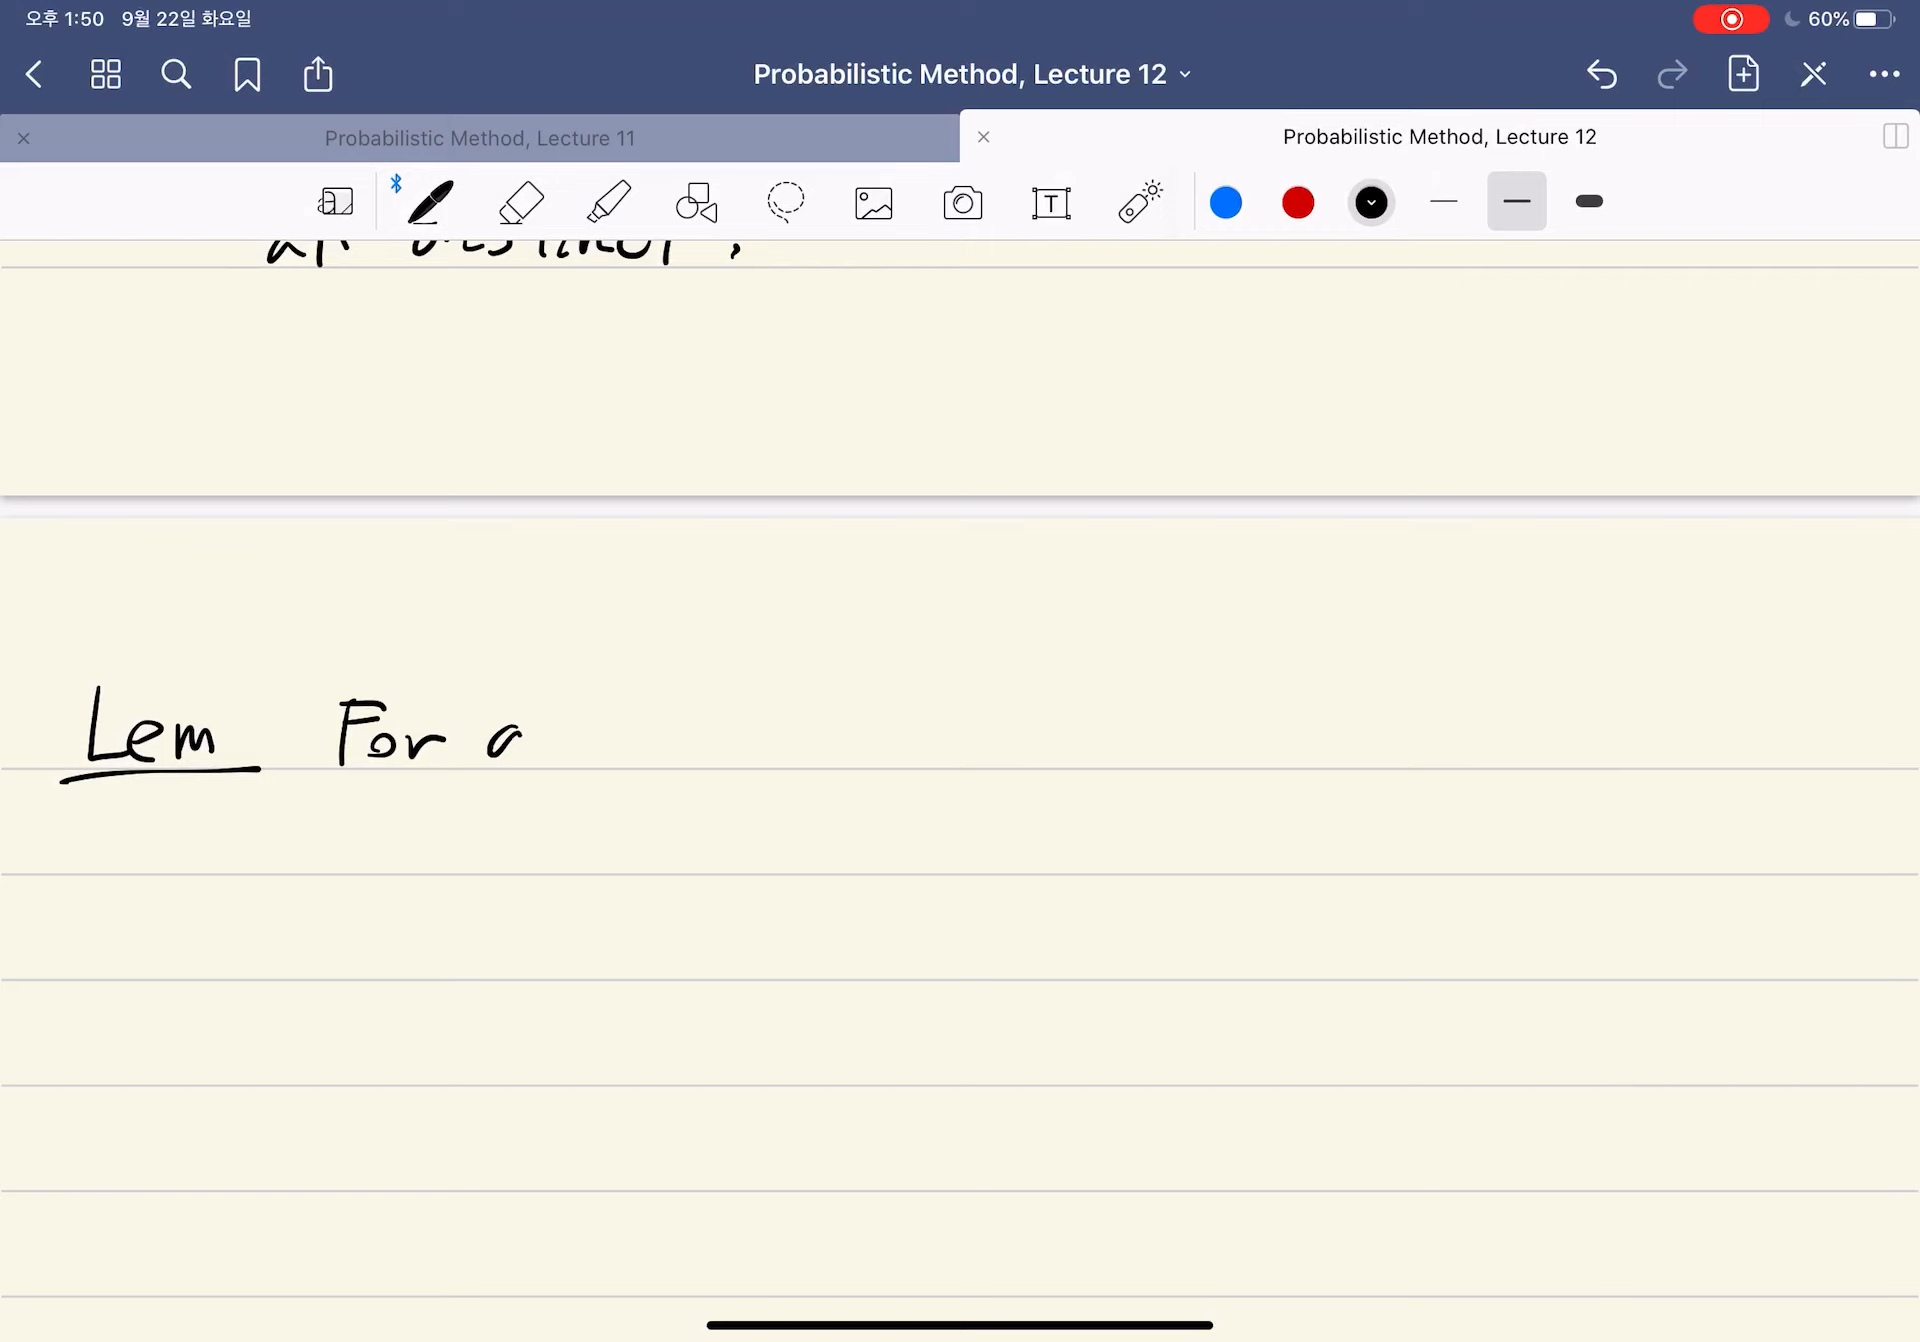 오후 1:50 9월 22일 화요일
60%
Probabilistic Method, Lecture 12
Probabilistic Method, Lecture 11
Probabilistic Method, Lecture 12
distinct.
Lem For a